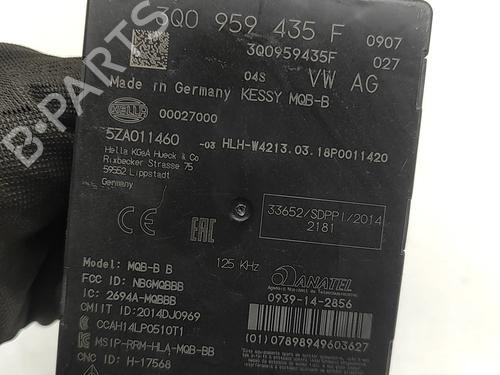 3Q0 959 435 F
0907
3Q0959435F
027
04S
VW AG
Made in Germany KESSY MQB-B
HELLA
00027000
5ZA011460 -03 HLH-W4213.03.18P0011420
Hella KGaA Hueck & Co
Rixbecker Strasse 75
59552 Lippstadt
Germany
33652/SDPPI/2014
2181
CE
EAC
Model: MQB-B B
125 KHz
ANATEL
FCC ID: NBGMQBBB
IC: 2694A-MQBBB
0939-14-2856
CMIIT ID: 2014DJ0969
CCAH14LP0510T1
MSIP-RRM-HLA-MQB-BB
(01)07898949603627
CNC ID: H-17568
B-PARTS